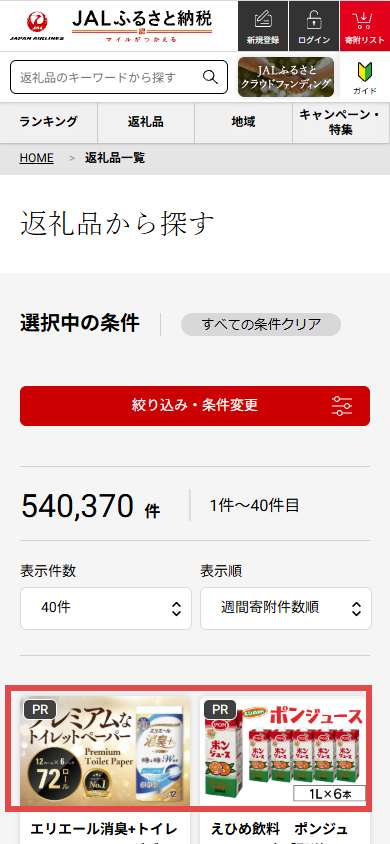 JAPAN AIRLINES
JALふるさと納税
マイルがつかえる
新規登録
ログイン
寄附リスト
返礼品のキーワードから探す
JALふるさと
クラウドファンディング
ガイド
ランキング
返礼品
地域
キャンペーン・
特集
HOME > 返礼品一覧
返礼品から探す
選択中の条件
すべての条件クリア
絞り込み・条件変更
540,370 件
1件〜40件目
表示件数
表示順
40件
週間寄附件数順
PR
プレミアムな
トイレットペーパー
72ロール
Premium
Toilet Paper
No.1
エリエール
消臭+
PR
ポンジュース
POM
ポン
ジュース
1L×6本
エリエール消臭+トイレ
えひめ飲料 ポンジュ